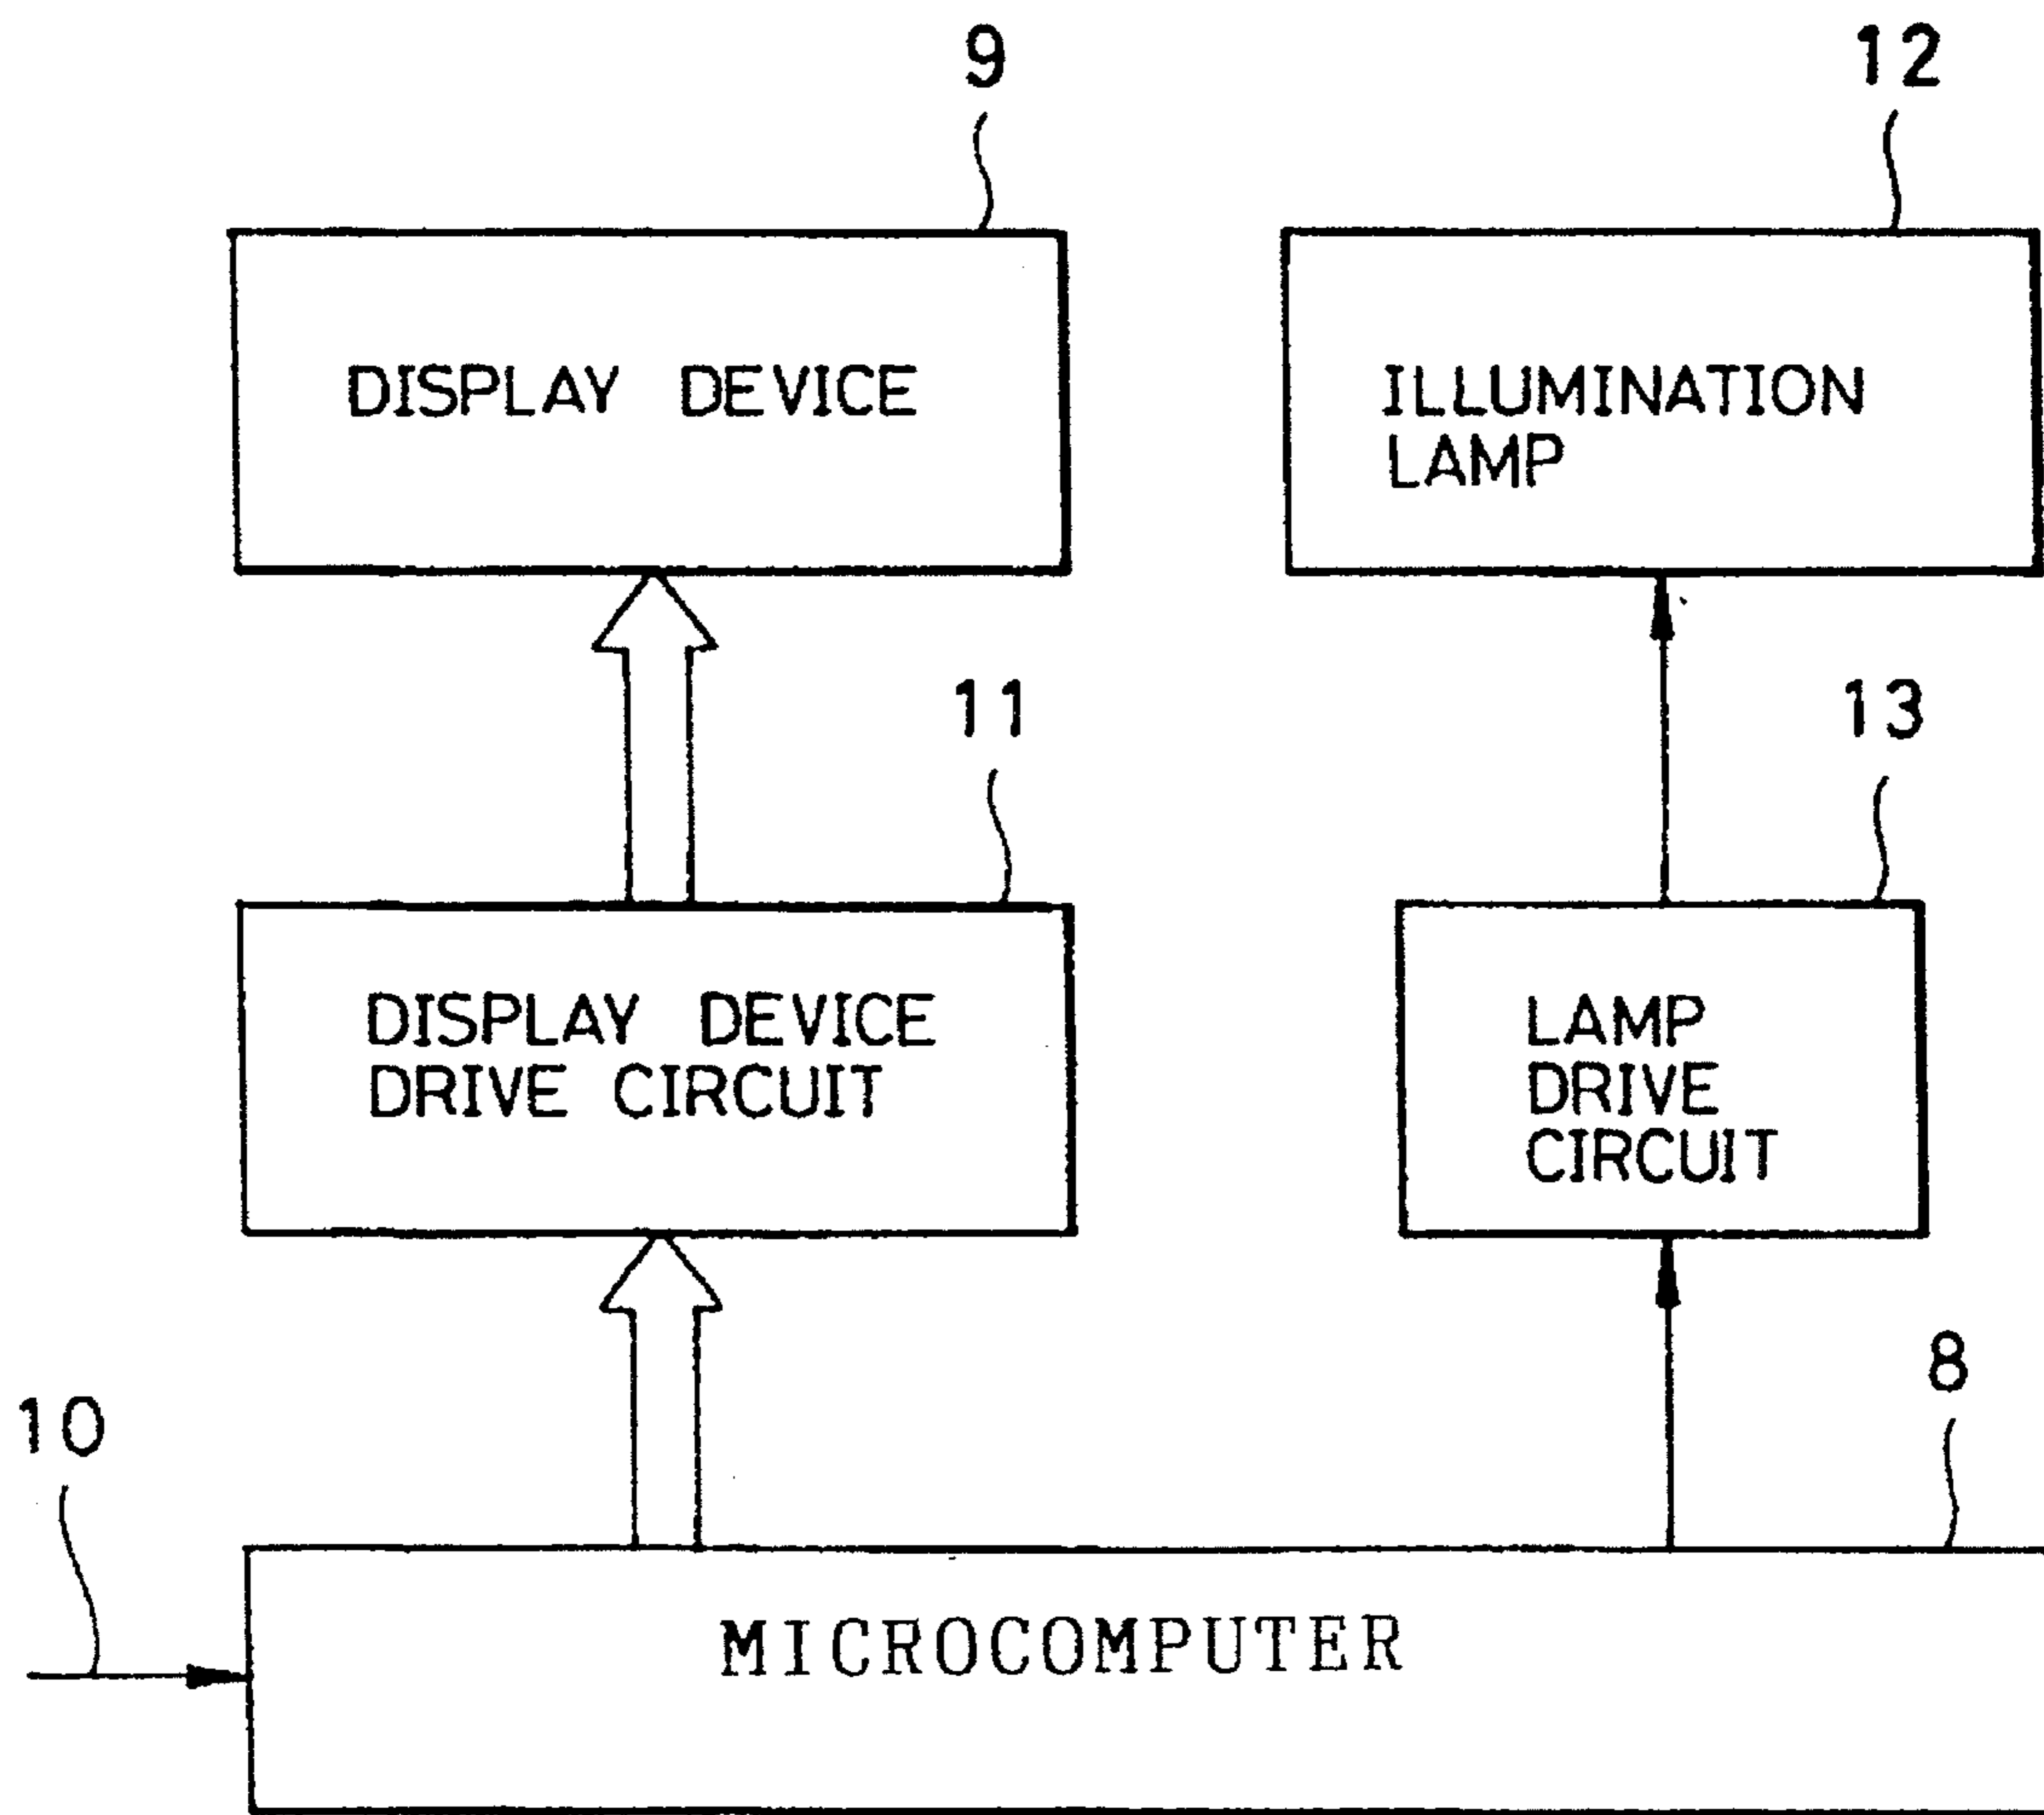 9
12
DISPLAY DEVICE
ILLUMINATION
LAMP
11
13
DISPLAY DEVICE
DRIVE CIRCUIT
LAMP
DRIVE
CIRCUIT
8
10
MICROCOMPUTER